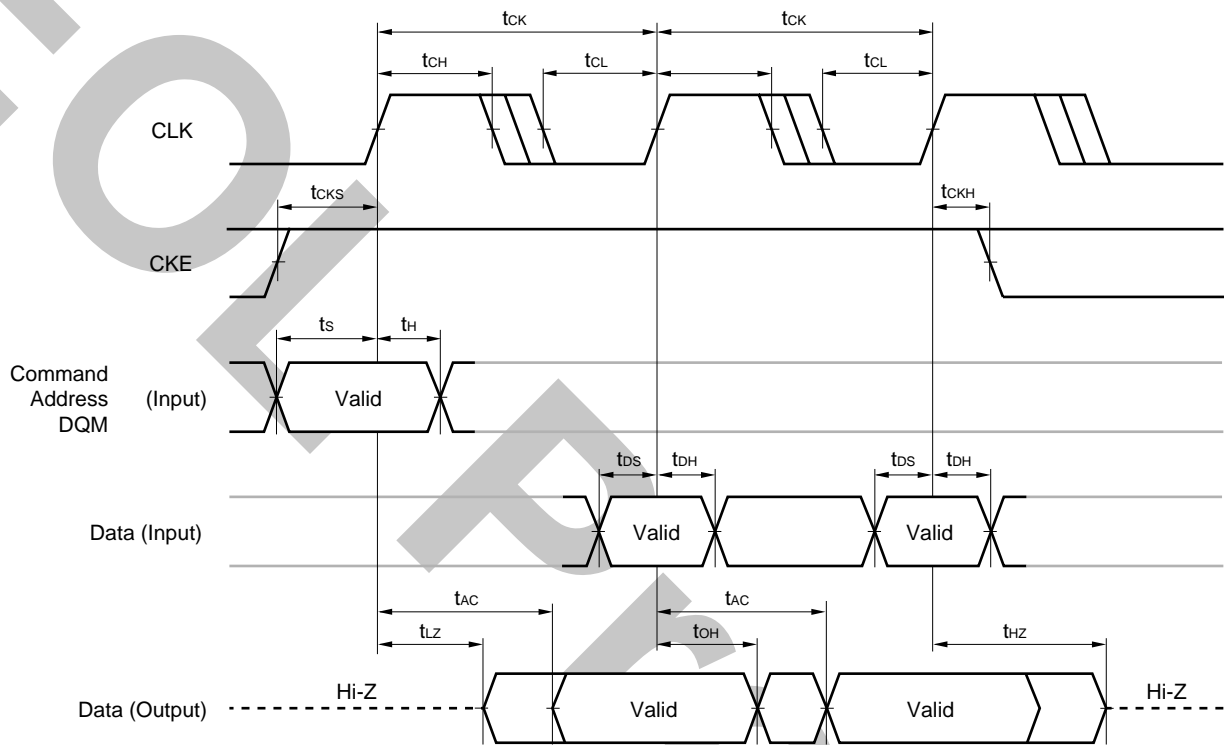 tCK tCK
tCH tCL tCL
CLK
tCKS tCKH
CKE
tS tH
Command
Address (Input) Valid
DQM
tDS tDH tDS tDH
Data (Input) Valid Valid
tAC tAC
tLZ tOH tHZ
Hi-Z Hi-Z
Data (Output) Valid Valid